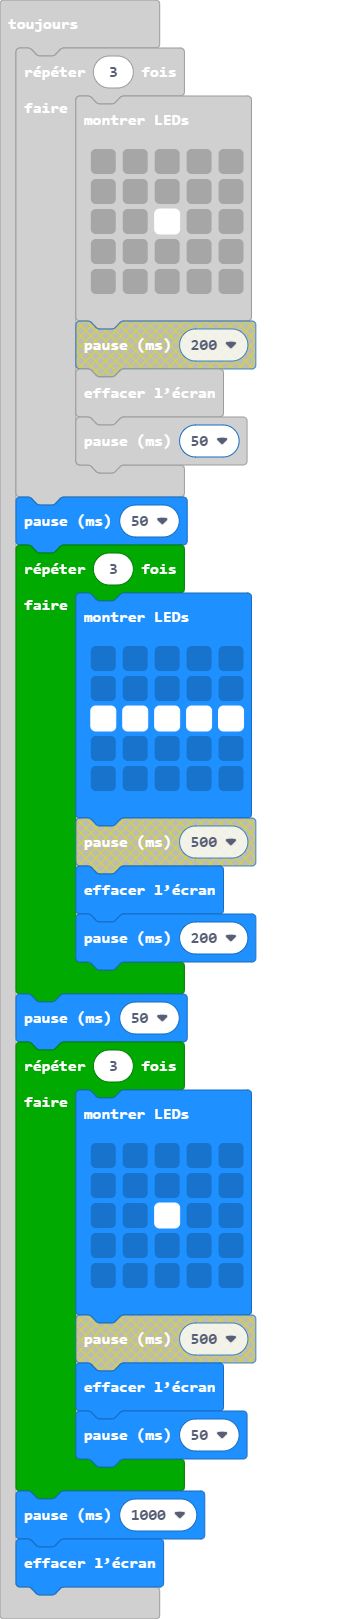 toujours
répéter 3 fois
faire
montrer LEDs
pause (ms) 200
effacer l'écran
pause (ms) 50
pause (ms) 50
répéter 3 fois
faire
montrer LEDs
pause (ms) 500
effacer l'écran
pause (ms) 200
pause (ms) 50
répéter 3 fois
faire
montrer LEDs
pause (ms) 500
effacer l'écran
pause (ms) 50
pause (ms) 1000
effacer l'écran